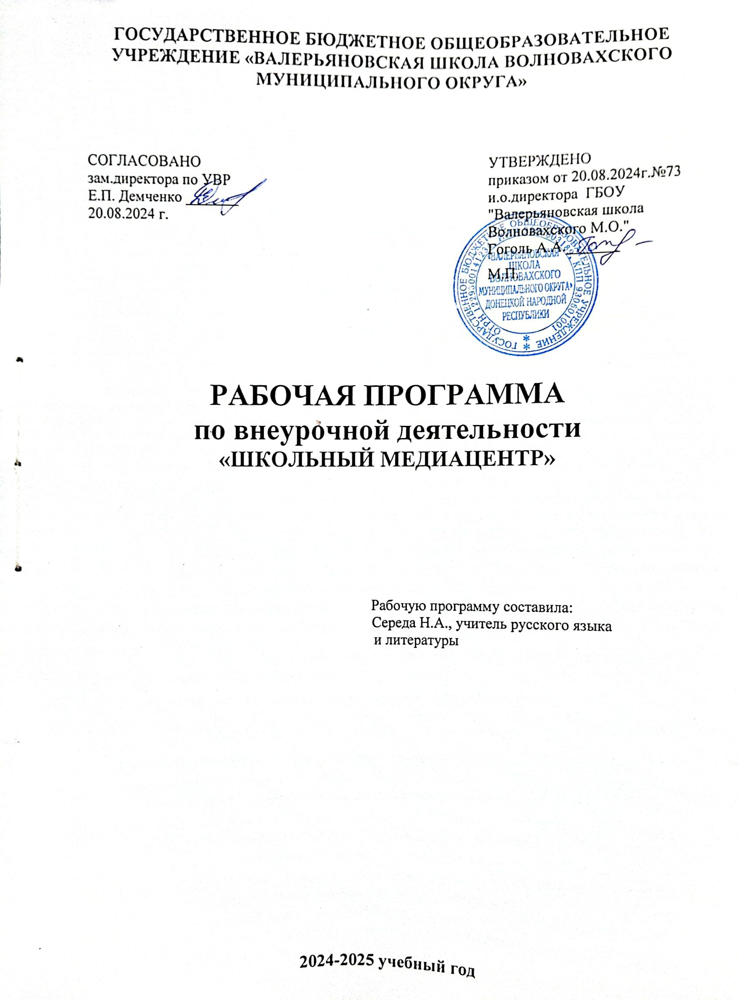 ГОСУДАРСТВЕННОЕ БЮДЖЕТНОЕ ОБЩЕОБРАЗОВАТЕЛЬНОЕ
УЧРЕЖДЕНИЕ «ВАЛЕРЬЯНОВСКАЯ ШКОЛА ВОЛНОВАХСКОГО
МУНИЦИПАЛЬНОГО ОКРУГА»
СОГЛАСОВАНО
зам.директора по УВР
Е.П. Демченко
20.08.2024 г.
УТВЕРЖДЕНО
приказом от 20.08.2024г.№73
и.о.директора ГБОУ
"Валерьяновская школа
Волновахского М.О."
Гоголь А.А.
М.П.
ГОСУДАРСТВЕННОЕ БЮДЖЕТНОЕ ОБЩЕОБРАЗОВАТЕЛЬНОЕ УЧРЕЖДЕНИЕ
КПП 930601001
«ВАЛЕРЬЯНОВСКАЯ
ШКОЛА
ВОЛНОВАХСКОГО
МУНИЦИПАЛЬНОГО ОКРУГА»
ДОНЕЦКОЙ НАРОДНОЙ
РЕСПУБЛИКИ
РАБОЧАЯ ПРОГРАММА
по внеурочной деятельности
«ШКОЛЬНЫЙ МЕДИАЦЕНТР»
Рабочую программу составила:
Середа Н.А., учитель русского языка
и литературы
2024-2025 учебный год